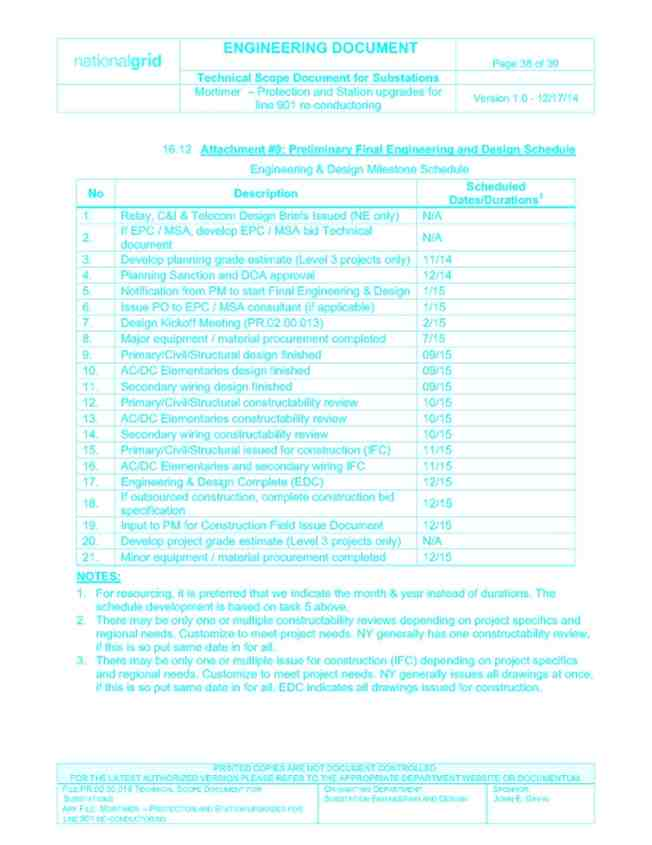 nationalgrid
ENGINEERING DOCUMENT
Page 38 of 39
Technical Scope Document for Substations
Mortimer – Protection and Station upgrades for
line 901 re-conductoring
Version 1.0 - 12/17/14
16.12 Attachment #9: Preliminary Final Engineering and Design Schedule
Engineering & Design Milestone Schedule
No Description Scheduled
Dates/Durations1
1. Relay, C&I & Telecom Design Briefs Issued (NE only) N/A
2. If EPC / MSA, develop EPC / MSA bid Technical
document N/A
3. Develop planning grade estimate (Level 3 projects only) 11/14
4. Planning Sanction and DOA approval 12/14
5. Notification from PM to start Final Engineering & Design 1/15
6. Issue PO to EPC / MSA consultant (if applicable) 1/15
7. Design Kickoff Meeting (PR.02.00.013) 2/15
8. Major equipment / material procurement completed 7/15
9. Primary/Civil/Structural design finished 09/15
10. AC/DC Elementaries design finished 09/15
11. Secondary wiring design finished 09/15
12. Primary/Civil/Structural constructability review 10/15
13. AC/DC Elementaries constructability review 10/15
14. Secondary wiring constructability review 10/15
15. Primary/Civil/Structural issued for construction (IFC) 11/15
16. AC/DC Elementaries and secondary wiring IFC 11/15
17. Engineering & Design Complete (EDC) 12/15
18. If outsourced construction, complete construction bid
specification 12/15
19. Input to PM for Construction Field Issue Document 12/15
20. Develop project grade estimate (Level 3 projects only) N/A
21. Minor equipment / material procurement completed 12/15
NOTES:
1. For resourcing, it is preferred that we indicate the month & year instead of durations. The
schedule development is based on task 5 above.
2. There may be only one or multiple constructability reviews depending on project specifics and
regional needs. Customize to meet project needs. NY generally has one constructability review,
if this is so put same date in for all.
3. There may be only one or multiple issue for construction (IFC) depending on project specifics
and regional needs. Customize to meet project needs. NY generally issues all drawings at once,
if this is so put same date in for all. EDC indicates all drawings issued for construction.
PRINTED COPIES ARE NOT DOCUMENT CONTROLLED.
FOR THE LATEST AUTHORIZED VERSION PLEASE REFER TO THE APPROPRIATE DEPARTMENT WEBSITE OR DOCUMENTUM.
FILE:PR.02.00.018 TECHNICAL SCOPE DOCUMENT FOR
SUBSTATIONS
ORIGINATING DEPARTMENT:
SUBSTATION ENGINEERING AND DESIGN
SPONSOR:
JOHN E.
FILE: MORTIMER – PROTECTION AND STATION UPGRADES FOR
LINE 901 RE-CONDUCTORING